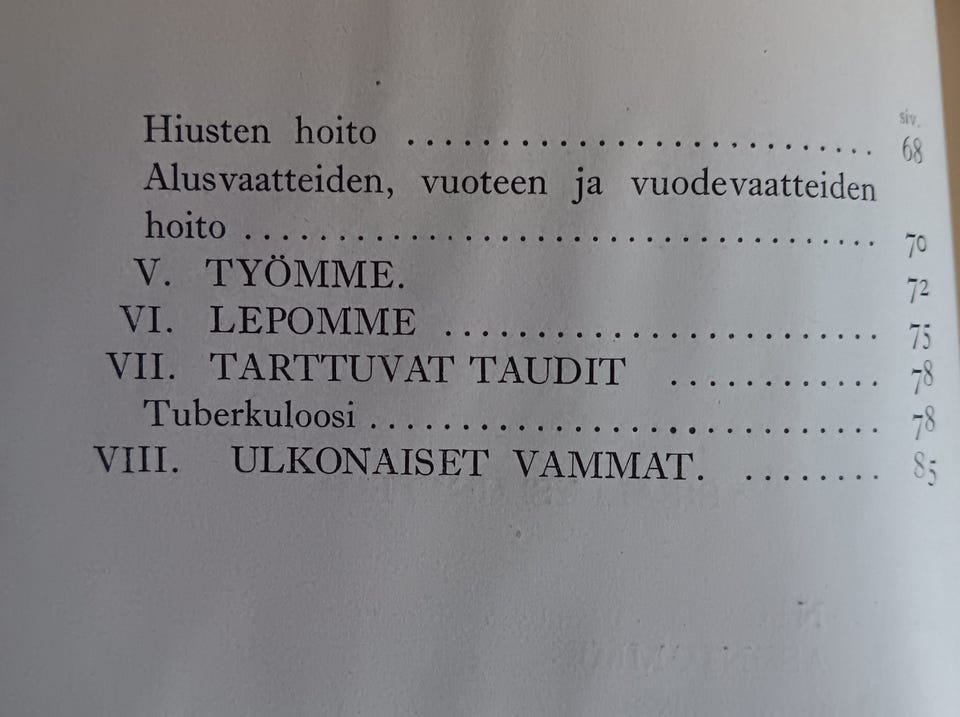 siv.
Hiusten hoito .......................... 68
Alusvaatteiden, vuoteen ja vuodevaatteiden
hoito ................................... 70
V. TYÖMME. 72
VI. LEPOMME ........................ 75
VII. TARTTUVAT TAUDIT ............ 78
Tuberkuloosi ............................ 78
VIII. ULKONAISET VAMMAT. ........ 85